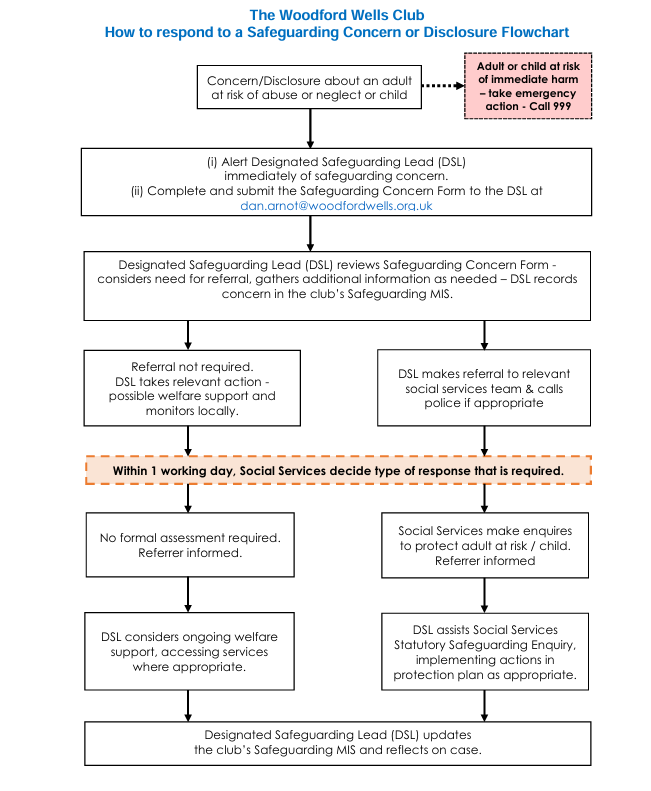 The Woodford Wells Club
How to respond to a Safeguarding Concern or Disclosure Flowchart
Concern/Disclosure about an adult
at risk of abuse or neglect or child
Adult or child at risk
of immediate harm
– take emergency
action - Call 999
(i) Alert Designated Safeguarding Lead (DSL)
immediately of safeguarding concern.
(ii) Complete and submit the Safeguarding Concern Form to the DSL at
dan.arnot@woodfordwells.org.uk
Designated Safeguarding Lead (DSL) reviews Safeguarding Concern Form -
considers need for referral, gathers additional information as needed – DSL records
concern in the club's Safeguarding MIS.
Referral not required.
DSL takes relevant action -
possible welfare support and
monitors locally.
DSL makes referral to relevant
social services team & calls
police if appropriate
Within 1 working day, Social Services decide type of response that is required.
No formal assessment required.
Referrer informed.
Social Services make enquires
to protect adult at risk / child.
Referrer informed
DSL considers ongoing welfare
support, accessing services
where appropriate.
DSL assists Social Services
Statutory Safeguarding Enquiry,
implementing actions in
protection plan as appropriate.
Designated Safeguarding Lead (DSL) updates
the club's Safeguarding MIS and reflects on case.